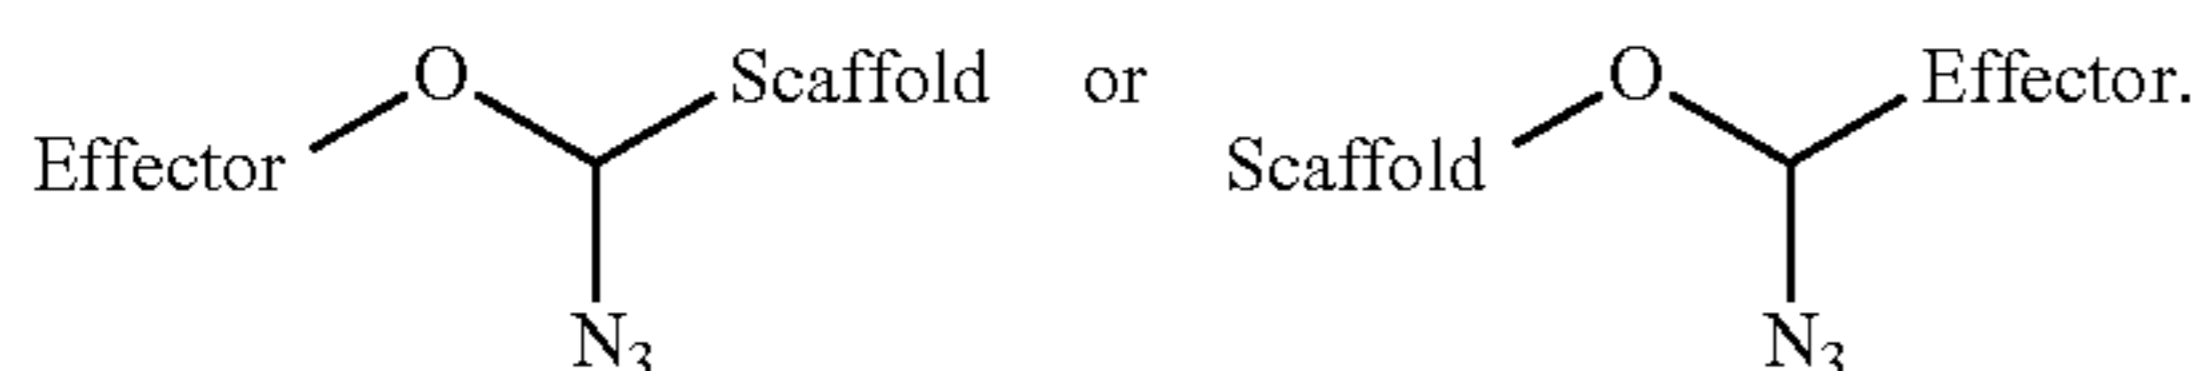 O Scaffold or O Effector.
Effector Scaffold
N3 N3